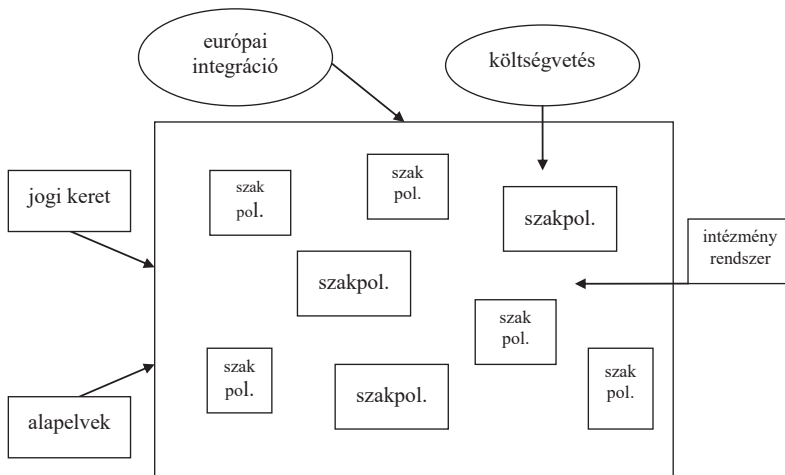 európai
integráció
költségvetés
jogi keret
szak
pol.
szak
pol.
szakpol.
intézmény
rendszer
szakpol.
szak
pol.
szak
pol.
szakpol.
szak
pol.
alapelvek